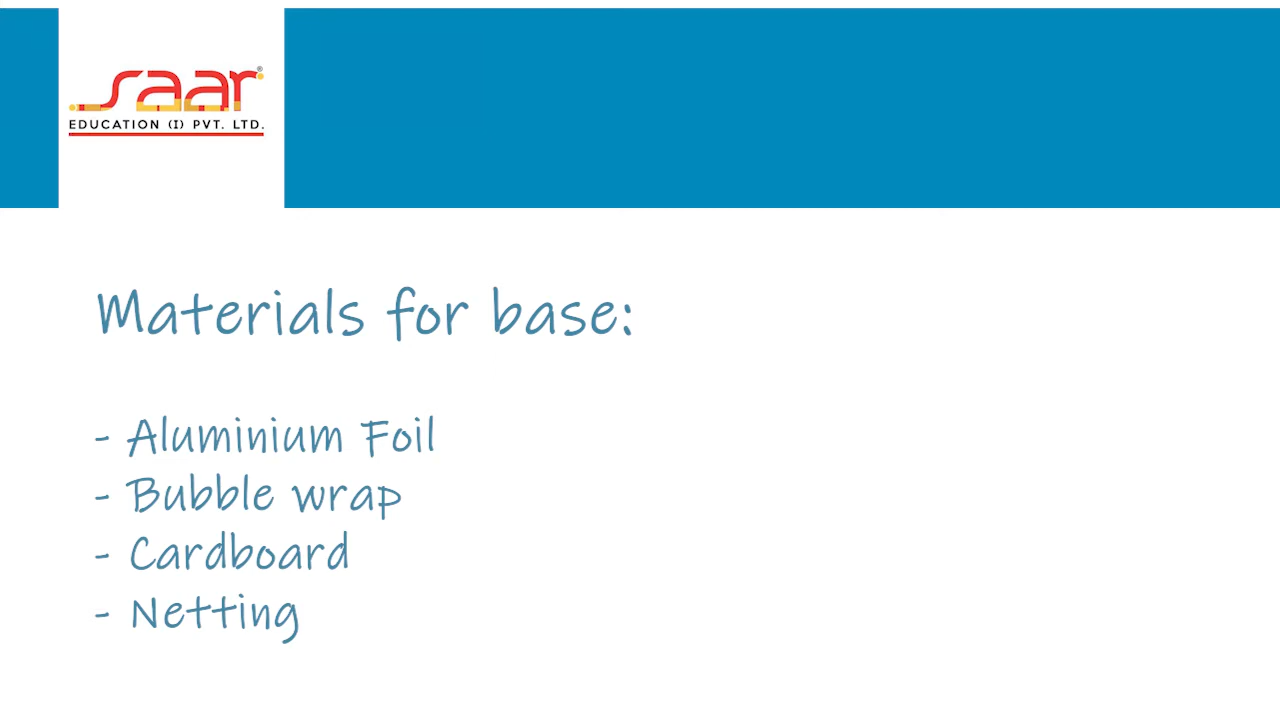 saar®
EDUCATION (I) PVT. LTD.
Materials for base:
- Aluminium Foil
- Bubble wrap
- Cardboard
- Netting